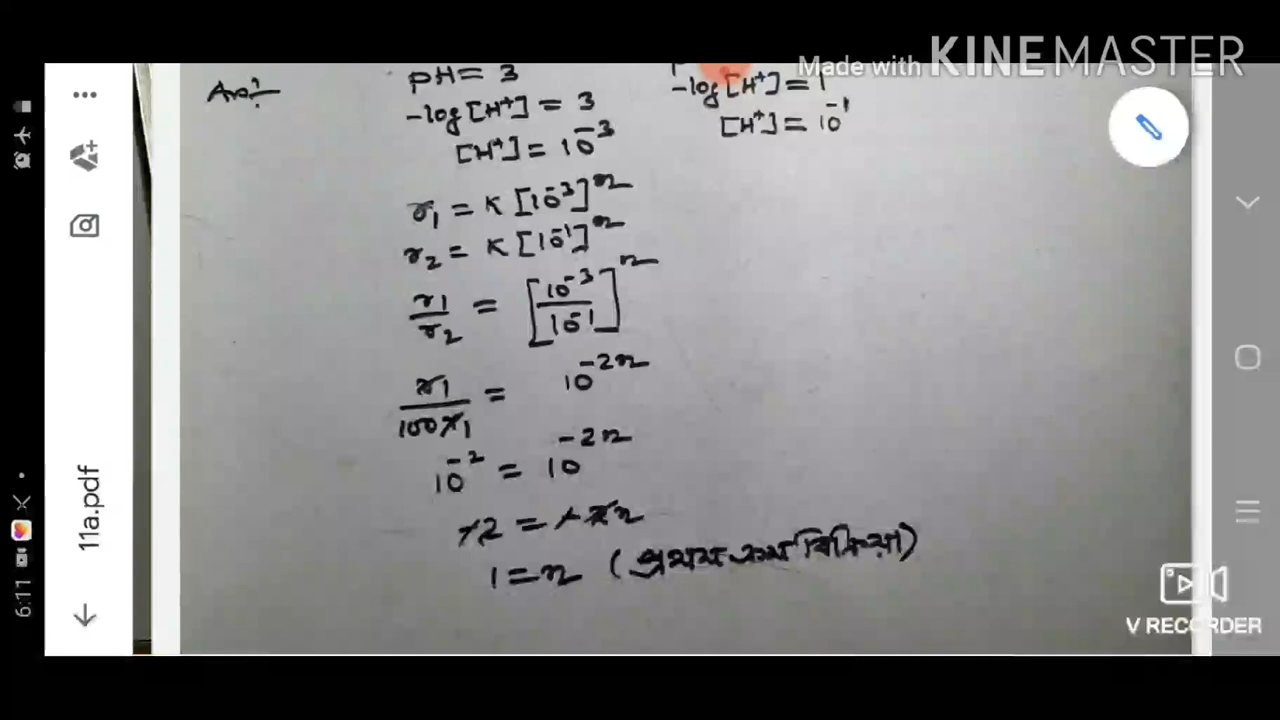 Made with KINEMASTER
Ans:
pH = 3
-log [H⁺] = 1
-log [H⁺] = 3
[H⁺] = 10⁻¹
[H⁺] = 10⁻³
r₁ = K [10⁻³]ⁿ
r₂ = K [10⁻¹]ⁿ
r₁/r₂ = [10⁻³/10⁻¹]ⁿ
r₁/100r₁ = 10⁻²ⁿ
10⁻² = 10⁻²ⁿ
-2 = -2n
1 = n (প্রথম ক্রম বিক্রিয়া)
11a.pdf
6:11
V RECORDER